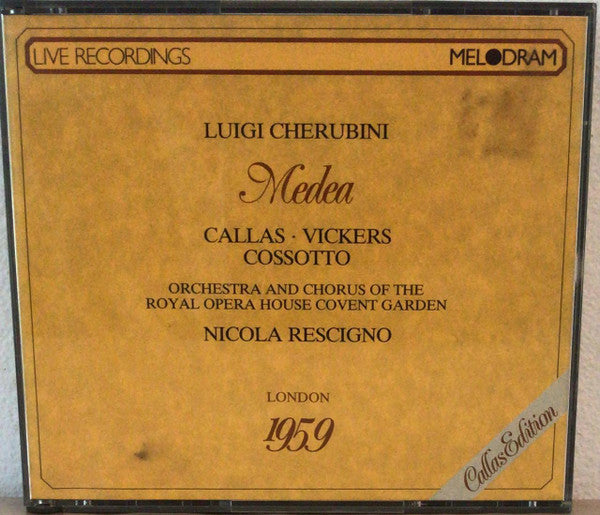 LIVE RECORDINGS
MELODRAM
LUIGI CHERUBINI
Medea
CALLAS · VICKERS
COSSOTTO
ORCHESTRA AND CHORUS OF THE
ROYAL OPERA HOUSE COVENT GARDEN
NICOLA RESCIGNO
LONDON
1959
Callas Edition